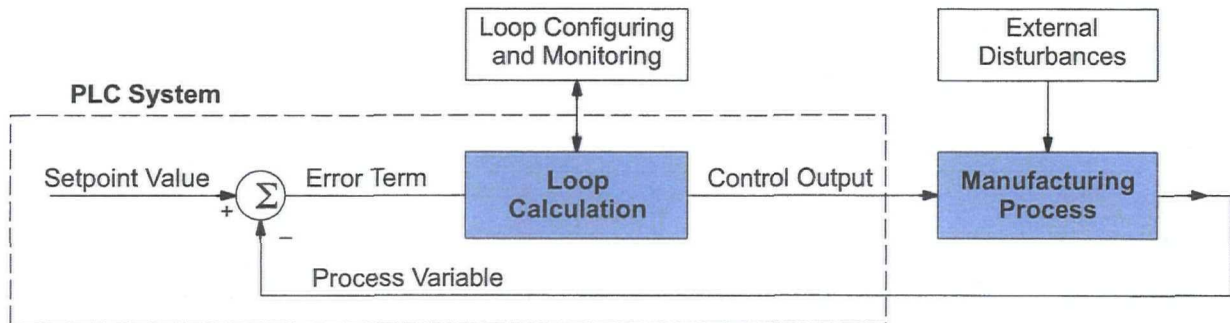 Loop Configuring
and Monitoring
External
Disturbances
PLC System
Setpoint Value
+
Σ
−
Error Term
Loop
Calculation
Control Output
Manufacturing
Process
Process Variable